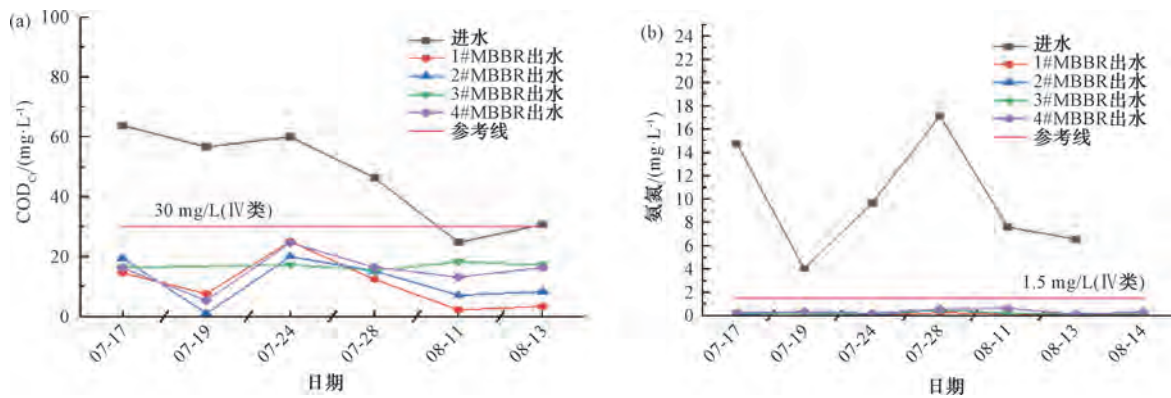 (a)
100
80
60
40
20
0
COD_Cr/(mg·L⁻¹)
进水
1#MBBR出水
2#MBBR出水
3#MBBR出水
4#MBBR出水
参考线
30 mg/L(Ⅳ类)
07-17
07-19
07-24
07-28
08-11
08-13
日期
(b)
24
22
20
18
16
14
12
10
8
6
4
2
0
氨氮/(mg·L⁻¹)
进水
1#MBBR出水
2#MBBR出水
3#MBBR出水
4#MBBR出水
参考线
1.5 mg/L(Ⅳ类)
07-17
07-19
07-24
07-28
08-11
08-13
08-14
日期